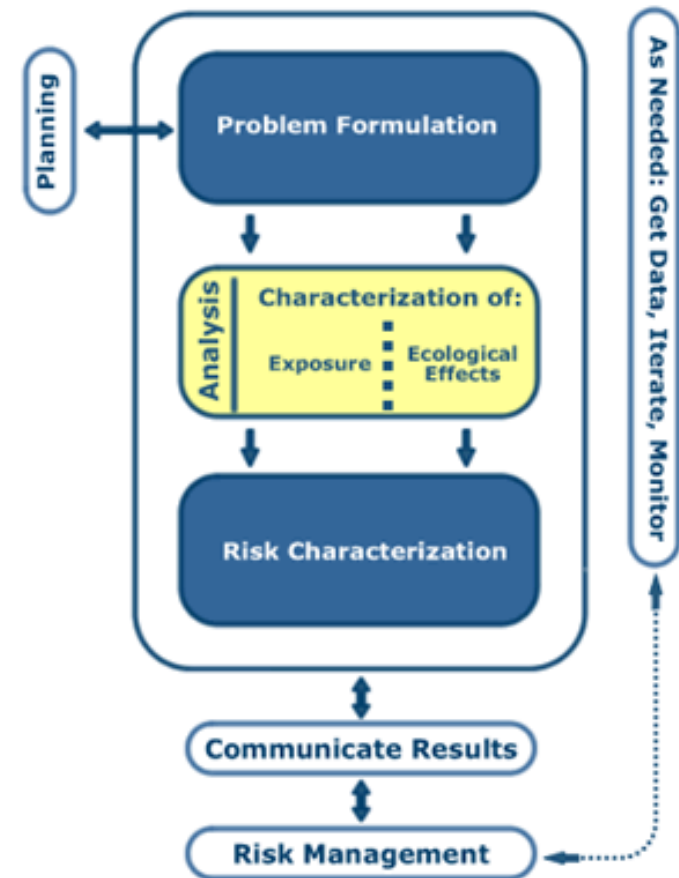 Planning
Problem Formulation
Analysis
Characterization of:
Exposure
Ecological
Effects
Risk Characterization
Communicate Results
Risk Management
As Needed: Get Data, Iterate, Monitor